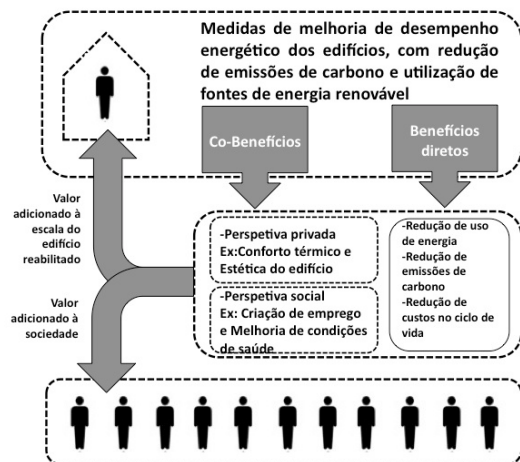 Medidas de melhoria de desempenho
energético dos edifícios, com redução
de emissões de carbono e utilização de
fontes de energia renovável
Co-Benefícios
Benefícios
diretos
Valor
adicionado à
escala do
edifício
reabilitado
Valor
adicionado à
sociedade
-Perspetiva privada
Ex:Conforto térmico e
Estética do edifício
-Perspetiva social
Ex: Criação de emprego
e Melhoria de condições
de saúde
-Redução de uso
de energia
-Redução de
emissões de
carbono
-Redução de
custos no ciclo de
vida